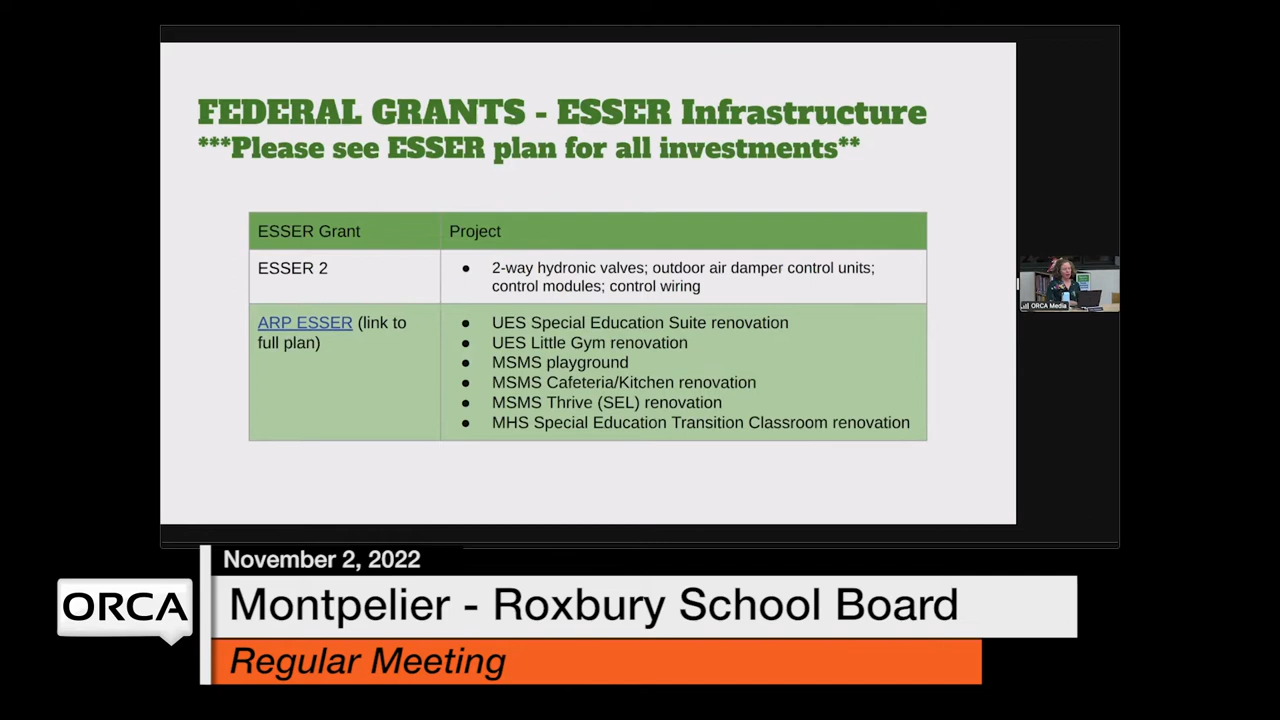 FEDERAL GRANTS - ESSER Infrastructure
***Please see ESSER plan for all investments**
ESSER Grant
Project
ESSER 2
● 2-way hydronic valves; outdoor air damper control units;
control modules; control wiring
ARP ESSER (link to
full plan)
● UES Special Education Suite renovation
● UES Little Gym renovation
● MSMS playground
● MSMS Cafeteria/Kitchen renovation
● MSMS Thrive (SEL) renovation
● MHS Special Education Transition Classroom renovation
ORCA Media
November 2, 2022
ORCA
Montpelier - Roxbury School Board
Regular Meeting